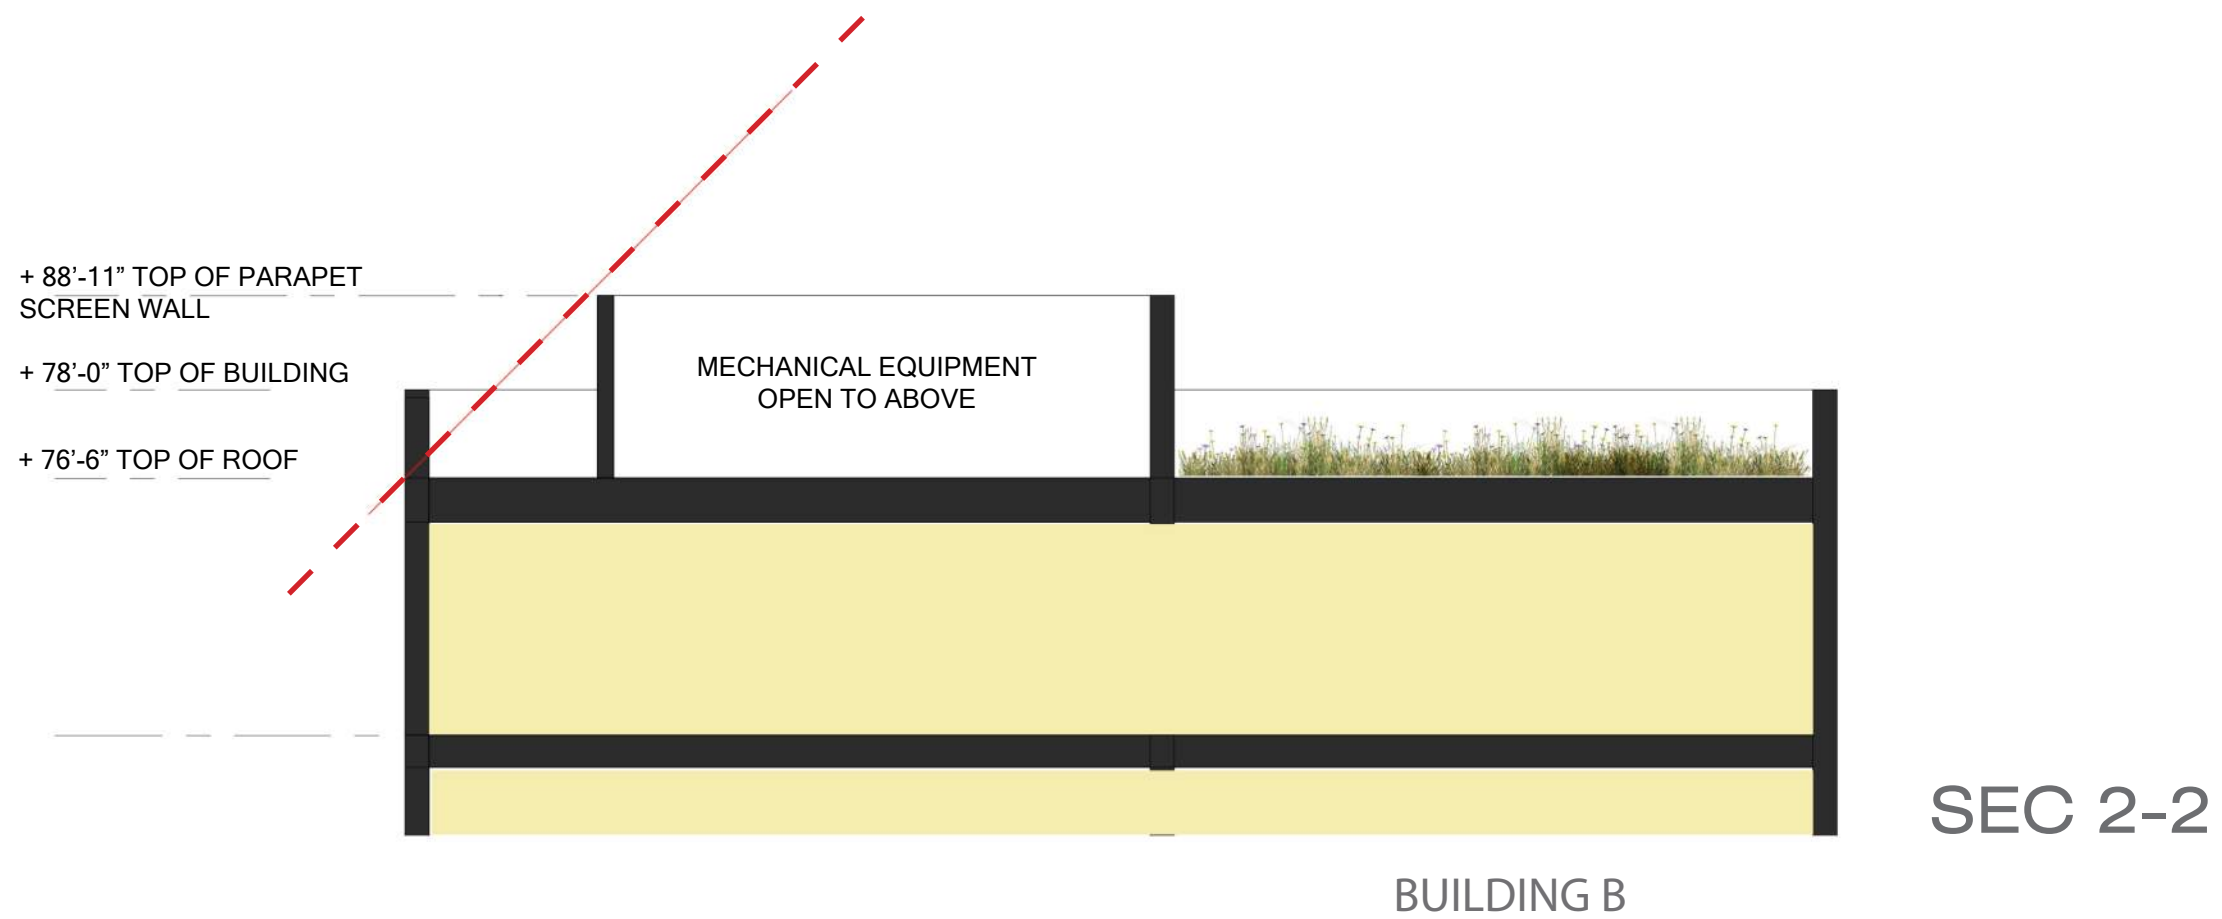 + 88’-11” TOP OF PARAPET
SCREEN WALL
+ 78’-0” TOP OF BUILDING
+ 76’-6” TOP OF ROOF
MECHANICAL EQUIPMENT
OPEN TO ABOVE
SEC 2-2
BUILDING B